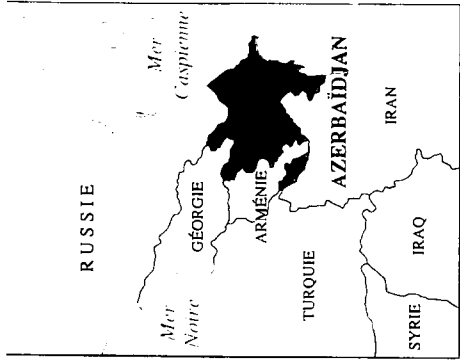 RUSSIE
Mer
Caspienne
GÉORGIE
Mer
Noire
ARMÉNIE
AZERBAÏDJAN
TURQUIE
IRAN
IRAQ
SYRIE